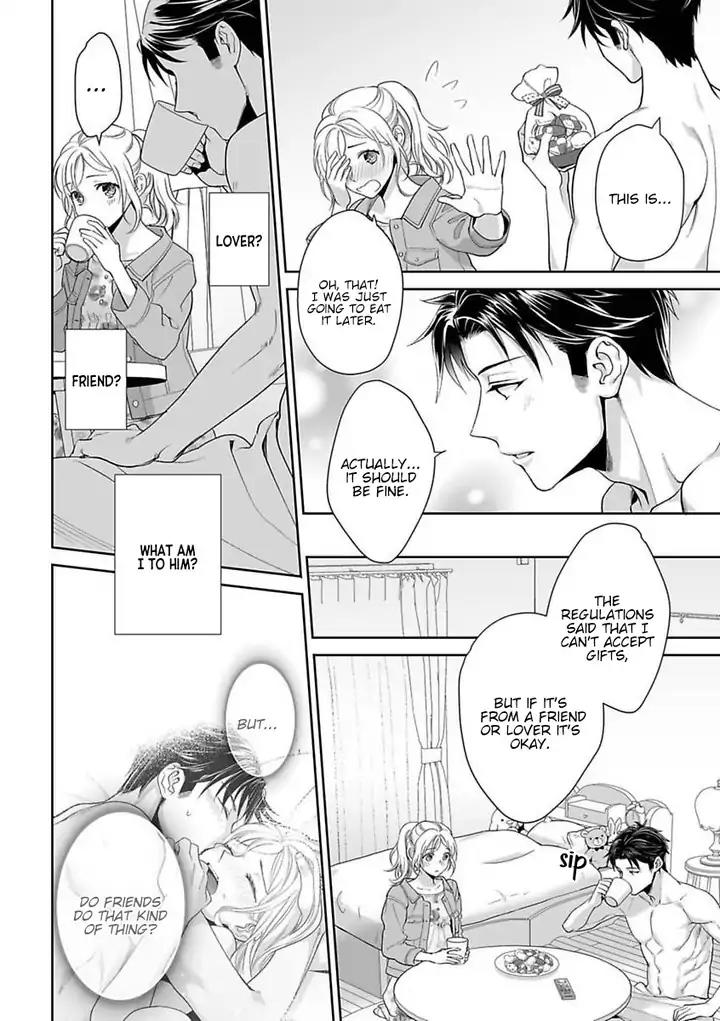 THIS IS...
OH, THAT!
I WAS JUST
GOING TO EAT
IT LATER.
ACTUALLY...
IT SHOULD
BE FINE.
THE
REGULATIONS
SAID THAT I
CAN'T ACCEPT
GIFTS,
BUT IF IT'S
FROM A FRIEND
OR LOVER IT'S
OKAY.
sip
...
LOVER?
FRIEND?
WHAT AM
I TO HIM?
BUT...
DO FRIENDS
DO THAT KIND
OF THING?